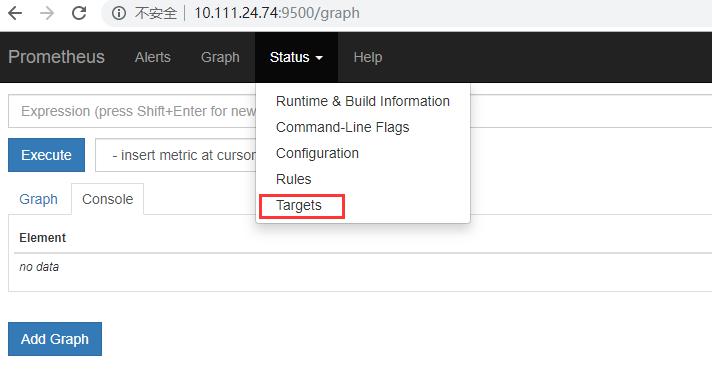 不安全 10.111.24.74:9500/graph
Prometheus Alerts Graph Status Help
Runtime & Build Information
Expression (press Shift+Enter for new
Command-Line Flags
Execute - insert metric at cursor
Configuration
Rules
Graph Console Targets
Element
no data
Add Graph